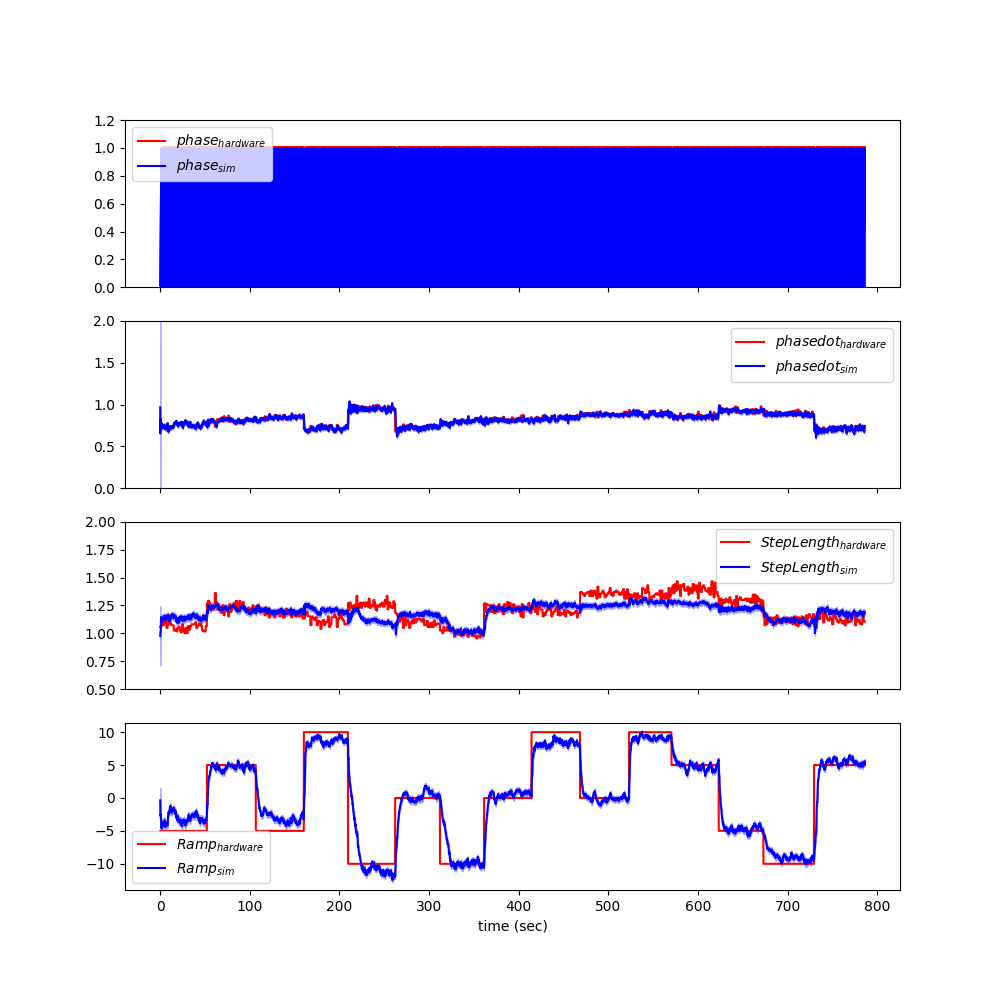 1.2
1.0
0.8
0.6
0.4
0.2
0.0
phase_hardware
phase_sim
2.0
1.5
1.0
0.5
0.0
phasedot_hardware
phasedot_sim
2.00
1.75
1.50
1.25
1.00
0.75
0.50
StepLength_hardware
StepLength_sim
10
5
0
−5
−10
Ramp_hardware
Ramp_sim
0 100 200 300 400 500 600 700 800
time (sec)